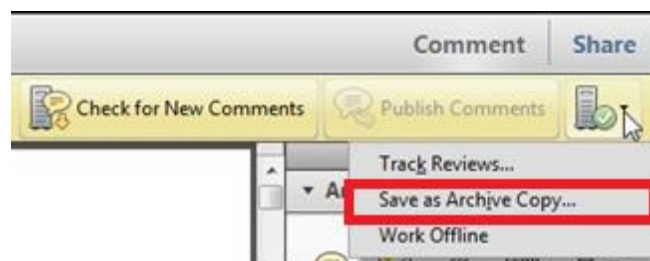 Comment Share
Check for New Comments Publish Comments
Track Reviews...
Save as Archive Copy...
Work Offline